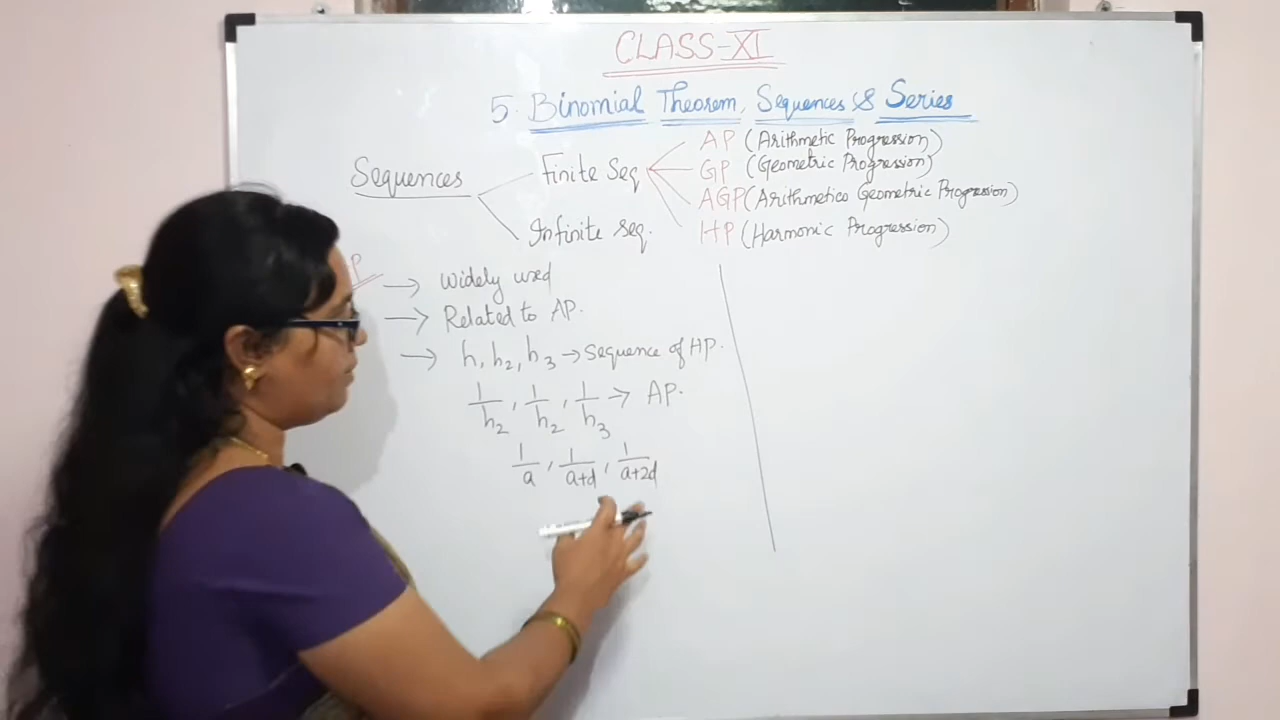 CLASS-XI
5. Binomial Theorem, Sequences & Series
Sequences
Finite Seq
AP (Arithmetic Progression)
GP (Geometric Progression)
AGP (Arithmetico Geometric Progression)
HP (Harmonic Progression)
Infinite seq.
P → Widely used
→ Related to AP.
→ h, h2, h3 → Sequence of HP.
1/h2, 1/h2, 1/h3 → AP.
1/a, 1/a+d, 1/a+2d